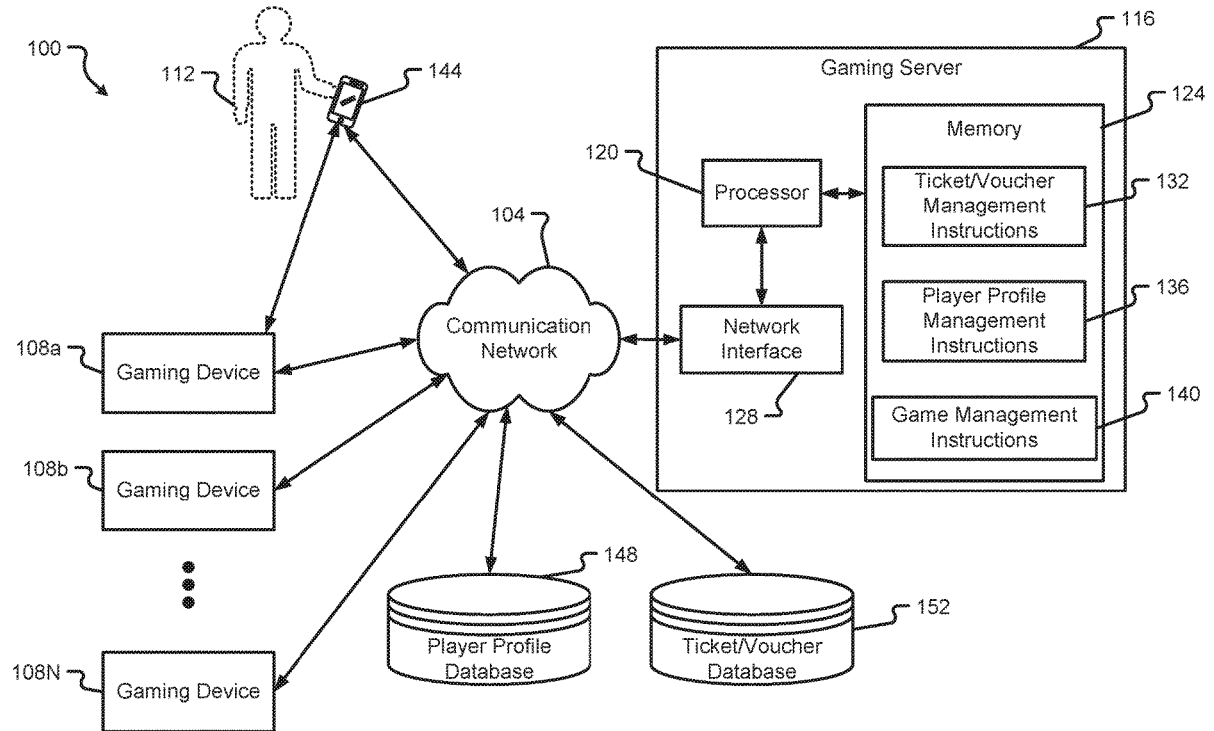 100
112
144
116
Gaming Server
124
Memory
120
Processor
Ticket/Voucher
Management
Instructions
132
104
Communication
Network
Network
Interface
128
Player Profile
Management
Instructions
136
Game Management
Instructions
140
108a
Gaming Device
108b
Gaming Device
108N
Gaming Device
148
Player Profile
Database
152
Ticket/Voucher
Database